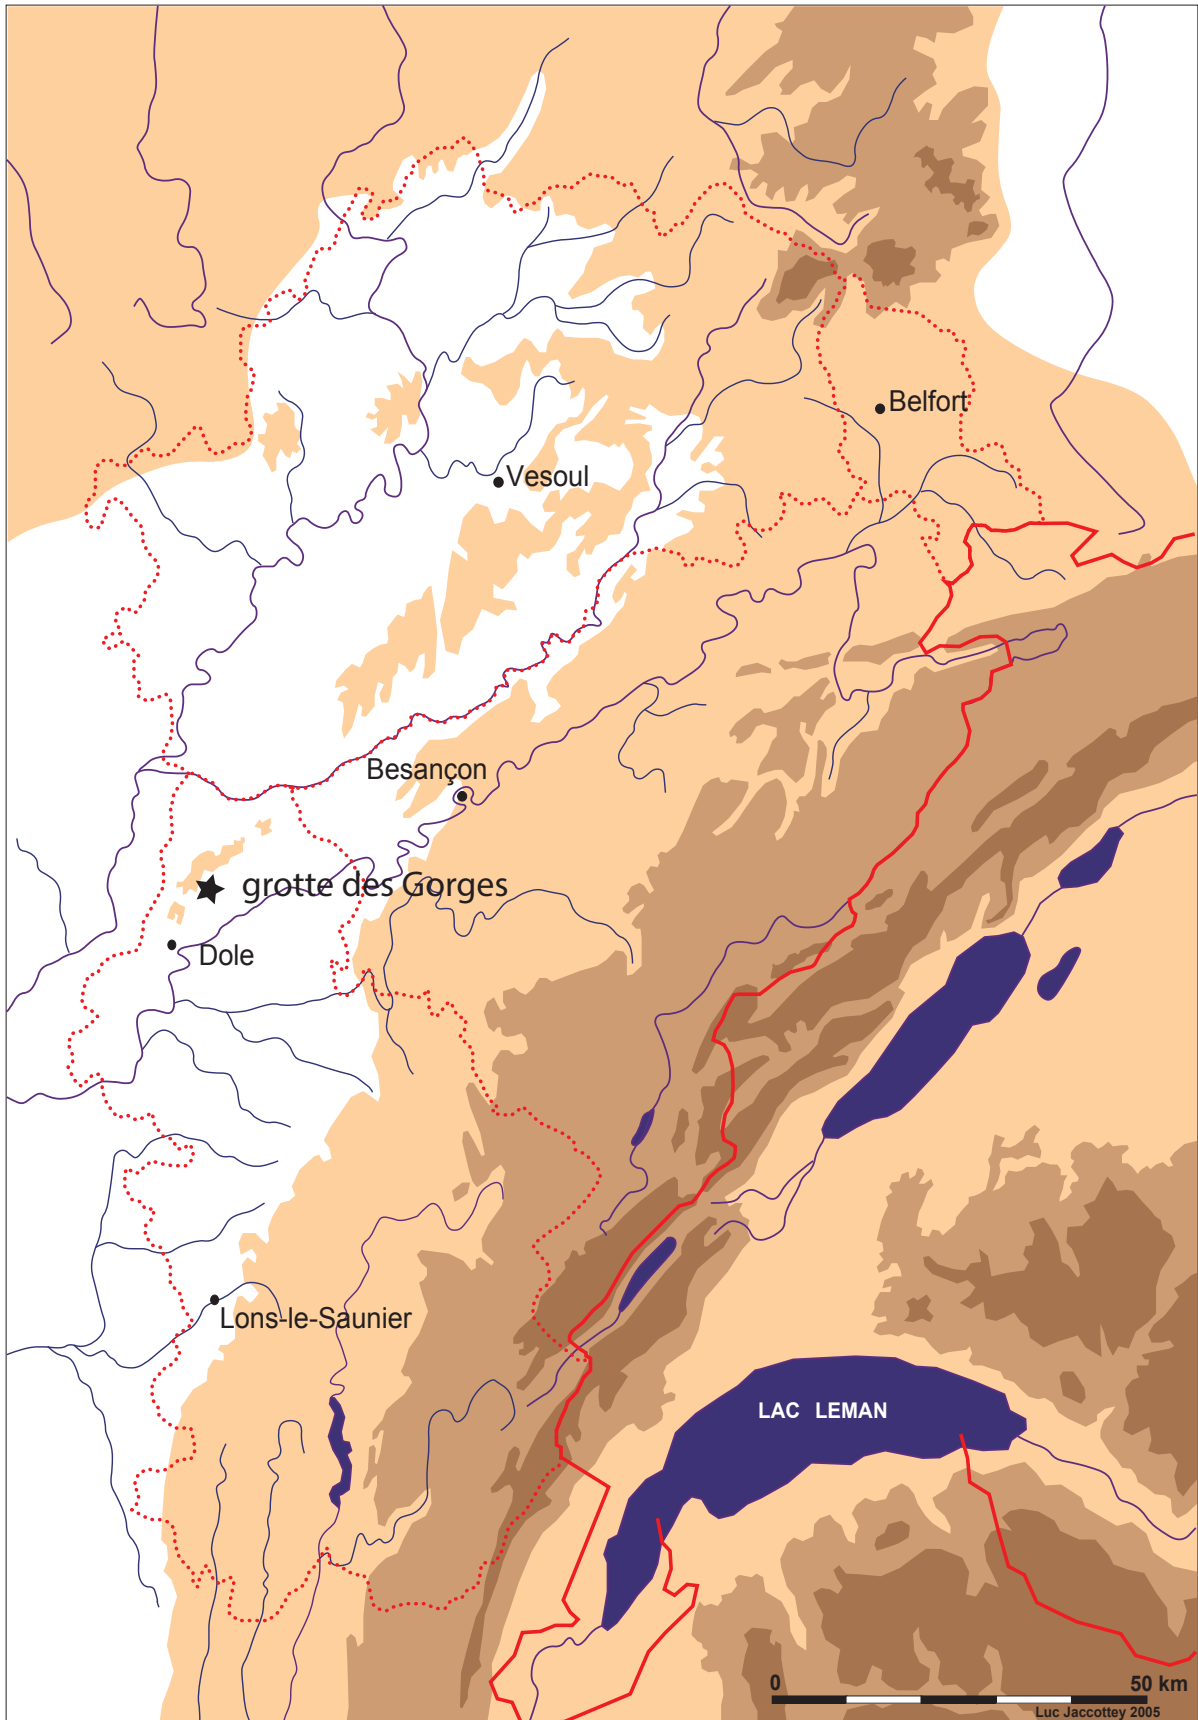 Belfort
Vesoul
Besançon
grotte des Gorges
Dole
Lons-le-Saunier
LAC LEMAN
0 50 km
Luc Jaccottey 2005